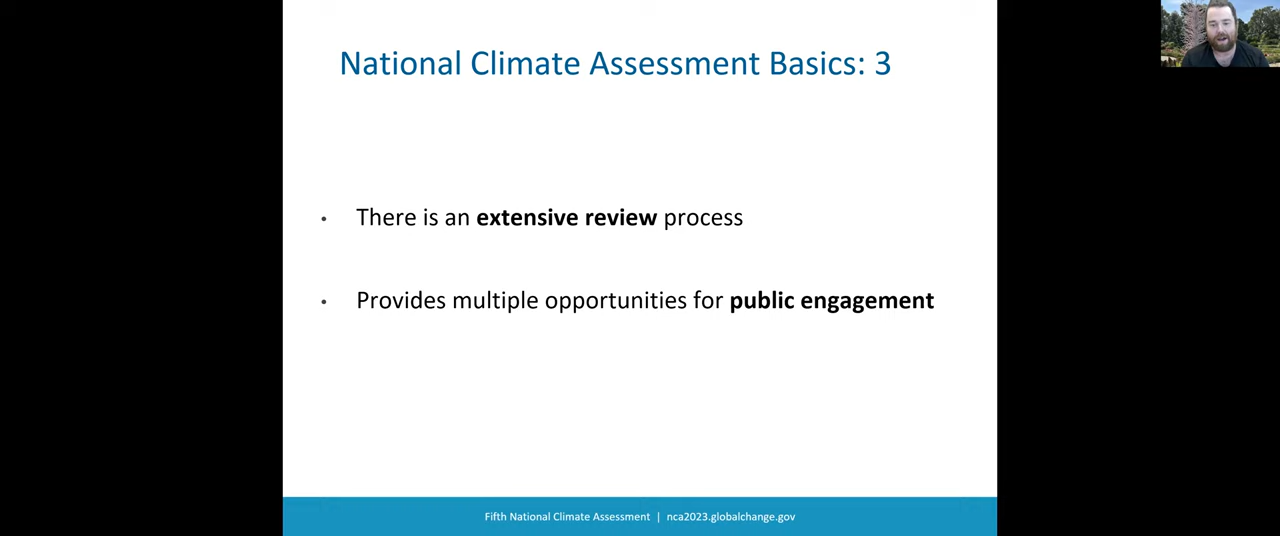 National Climate Assessment Basics: 3
• There is an extensive review process
• Provides multiple opportunities for public engagement
Fifth National Climate Assessment | nca2023.globalchange.gov